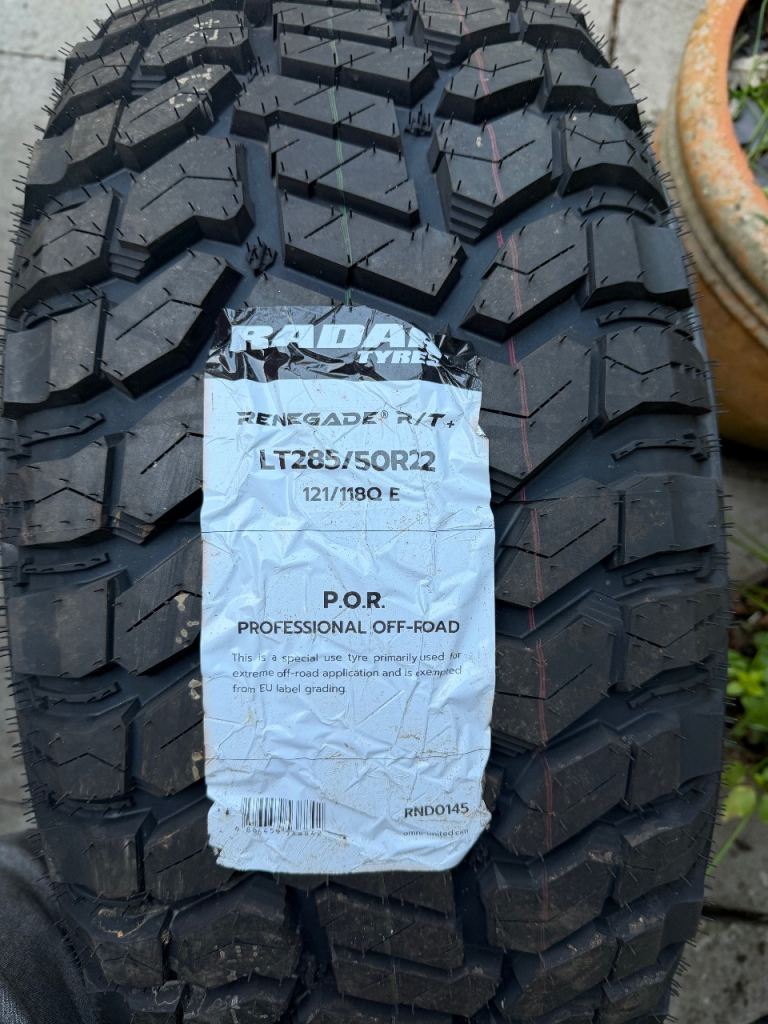 RADAR
TYRES
RENEGADE® R/T+
LT285/50R22
121/118Q E
P.O.R.
PROFESSIONAL OFF-ROAD
This is a special use tyre primarily used for
extreme off-road application and is exempted
from EU label grading.
RND0145